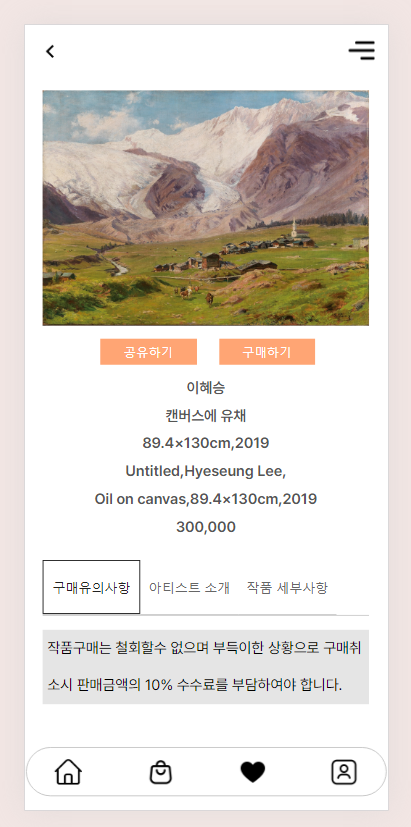 공유하기 구매하기
이혜승
캔버스에 유채
89.4×130cm,2019
Untitled,Hyeseung Lee,
Oil on canvas,89.4×130cm,2019
300,000
구매유의사항 아티스트 소개 작품 세부사항
작품구매는 철회할수 없으며 부득이한 상황으로 구매취
소시 판매금액의 10% 수수료를 부담하여야 합니다.